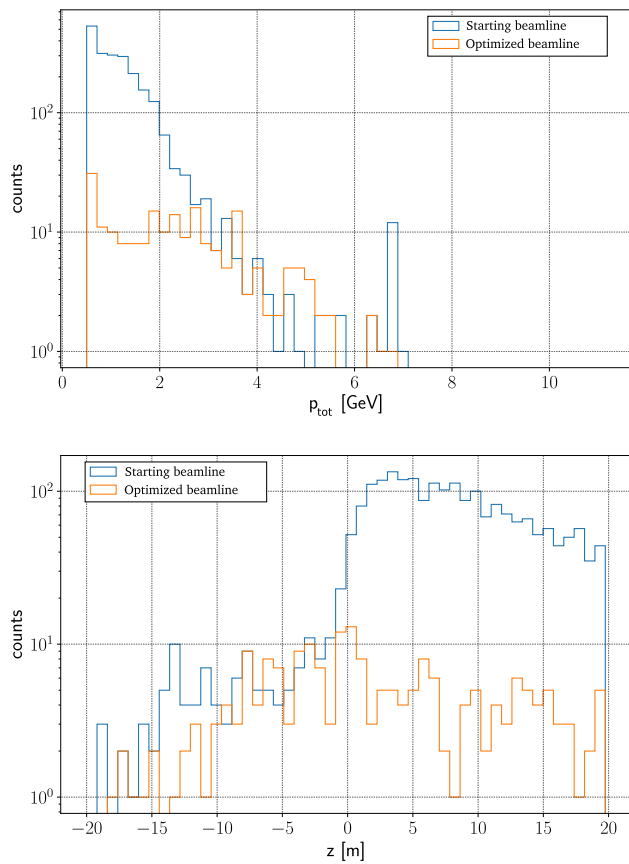 Starting beamline
Optimized beamline
counts
10²
10¹
10⁰
0 2 4 6 8 10
p_tot [GeV]
Starting beamline
Optimized beamline
counts
10²
10¹
10⁰
−20 −15 −10 −5 0 5 10 15 20
z [m]